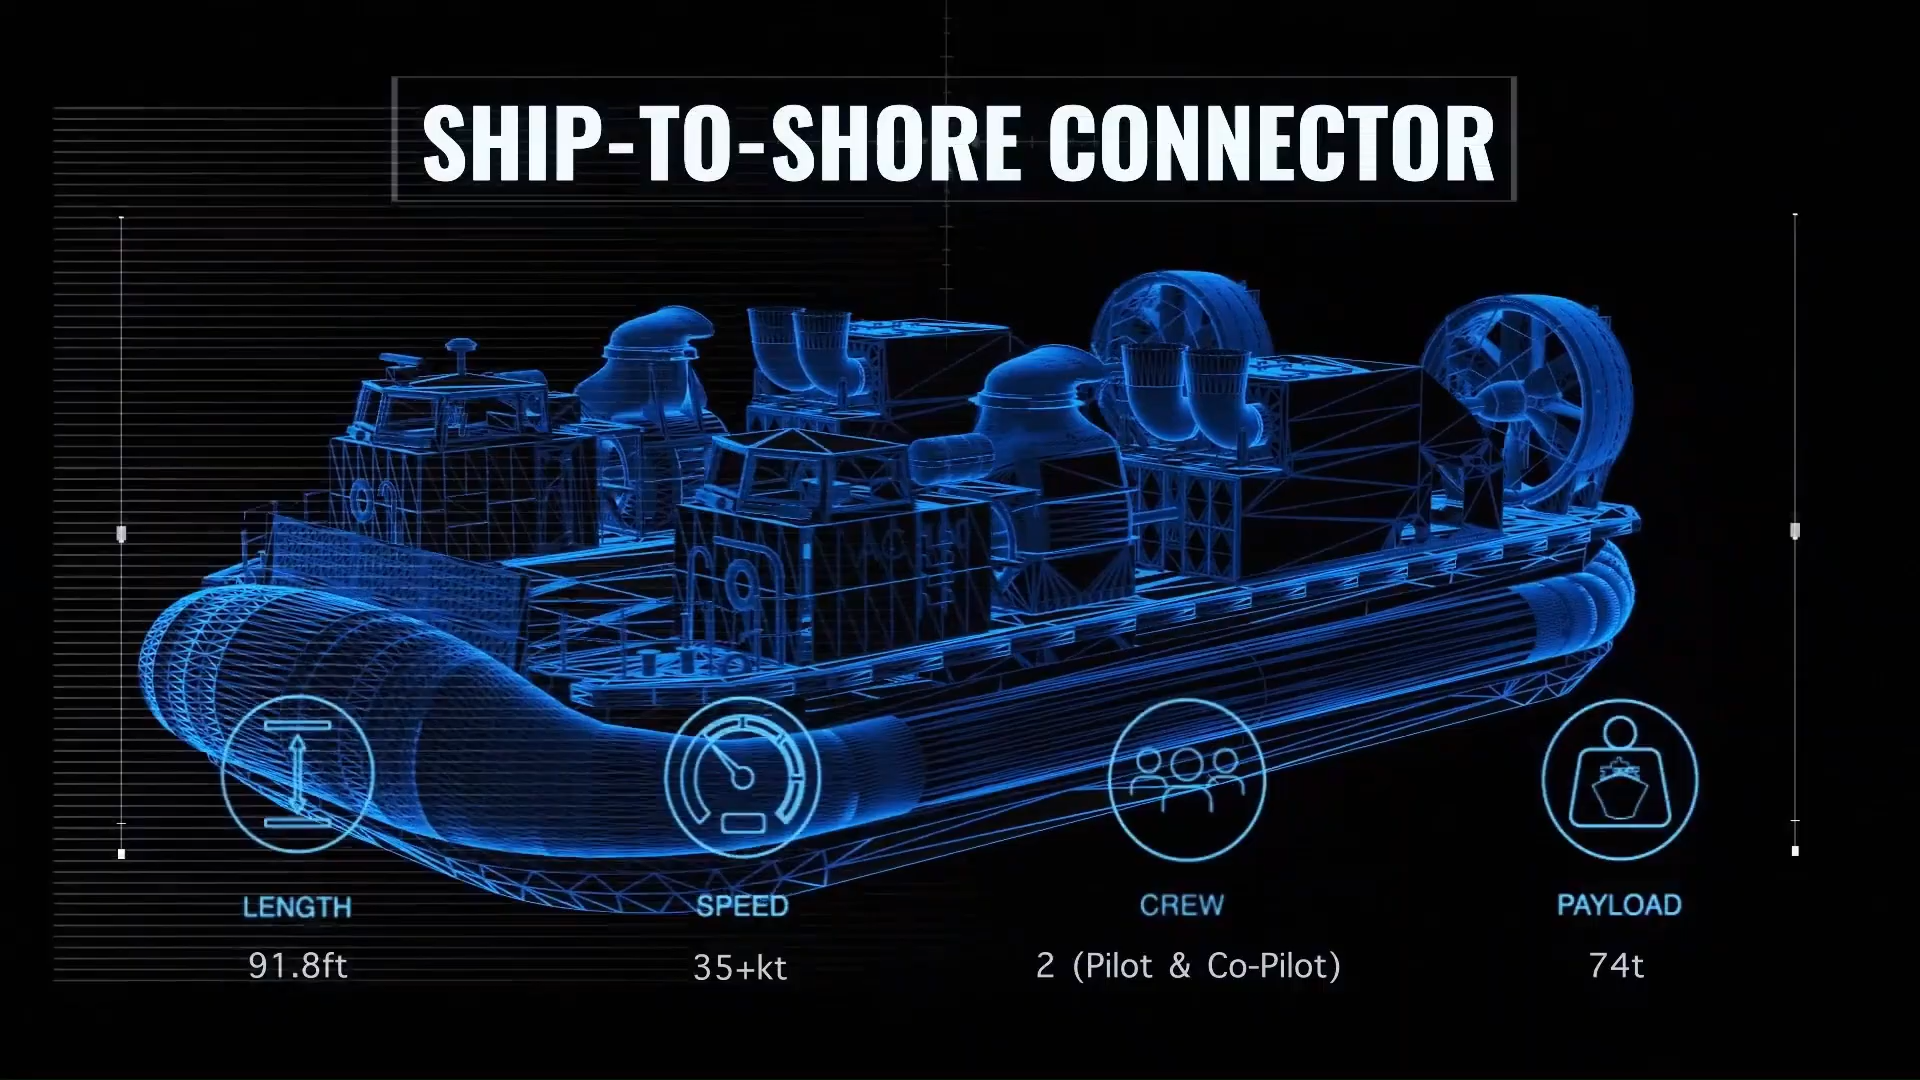 SHIP-TO-SHORE CONNECTOR
LENGTH
91.8ft
SPEED
35+kt
CREW
2 (Pilot & Co-Pilot)
PAYLOAD
74t